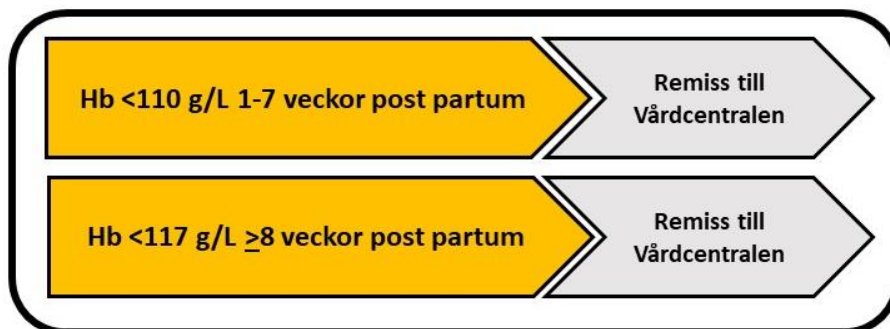 Hb <110 g/L 1-7 veckor post partum
Remiss till
Vårdcentralen
Hb <117 g/L ≥8 veckor post partum
Remiss till
Vårdcentralen